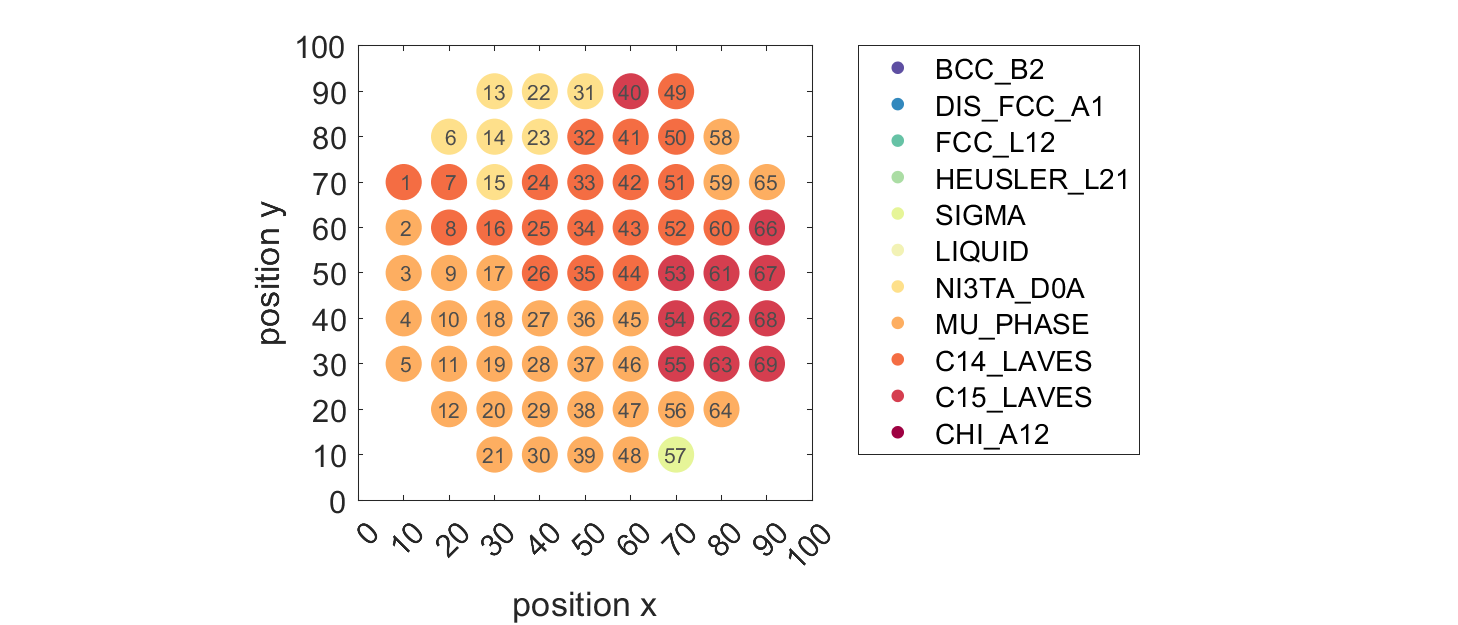 100
90
80
70
60
50
40
30
20
10
0
13 22 31 40 49
6 14 23 32 41 50 58
1 7 15 24 33 42 51 59 65
2 8 16 25 34 43 52 60 66
3 9 17 26 35 44 53 61 67
4 10 18 27 36 45 54 62 68
5 11 19 28 37 46 55 63 69
12 20 29 38 47 56 64
21 30 39 48 57
0 10 20 30 40 50 60 70 80 90 100
position x
position y
BCC_B2
DIS_FCC_A1
FCC_L12
HEUSLER_L21
SIGMA
LIQUID
NI3TA_D0A
MU_PHASE
C14_LAVES
C15_LAVES
CHI_A12